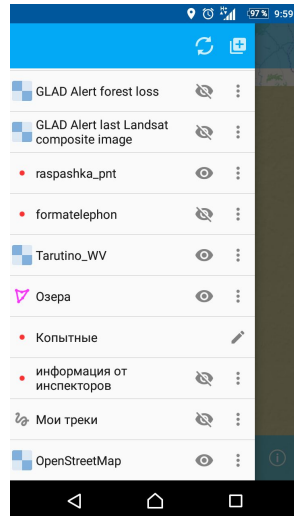 97% 9:59
GLAD Alert forest loss
GLAD Alert last Landsat
composite image
raspashka_pnt
formatelephon
Tarutino_WV
Озера
Копытные
информация от
инспекторов
Мои треки
OpenStreetMap